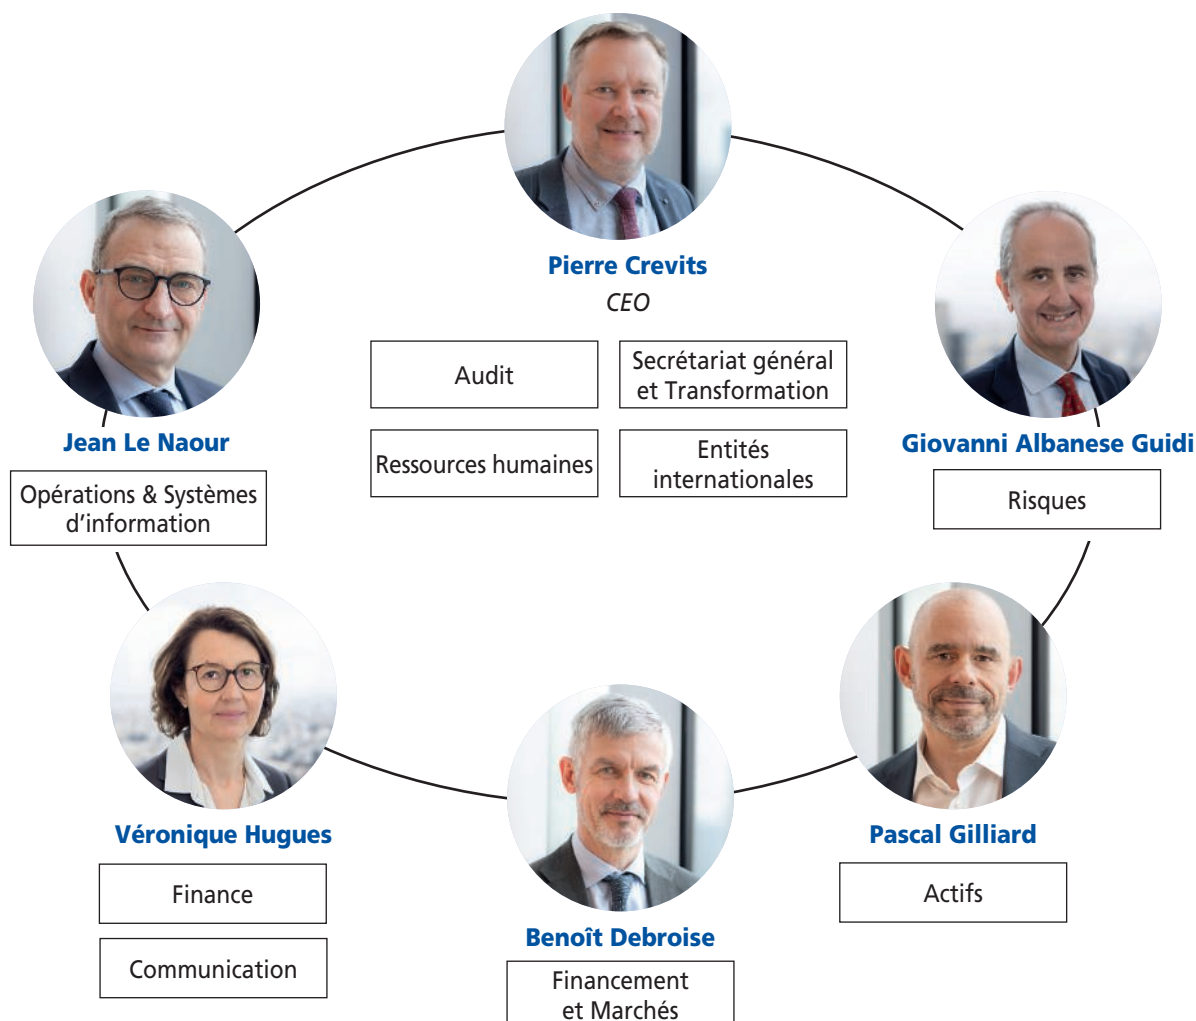 Pierre Crevits
CEO
Audit
Secrétariat général
et Transformation
Ressources humaines
Entités
internationales
Jean Le Naour
Opérations & Systèmes
d'information
Giovanni Albanese Guidi
Risques
Véronique Hugues
Finance
Communication
Benoît Debroise
Financement
et Marchés
Pascal Gilliard
Actifs